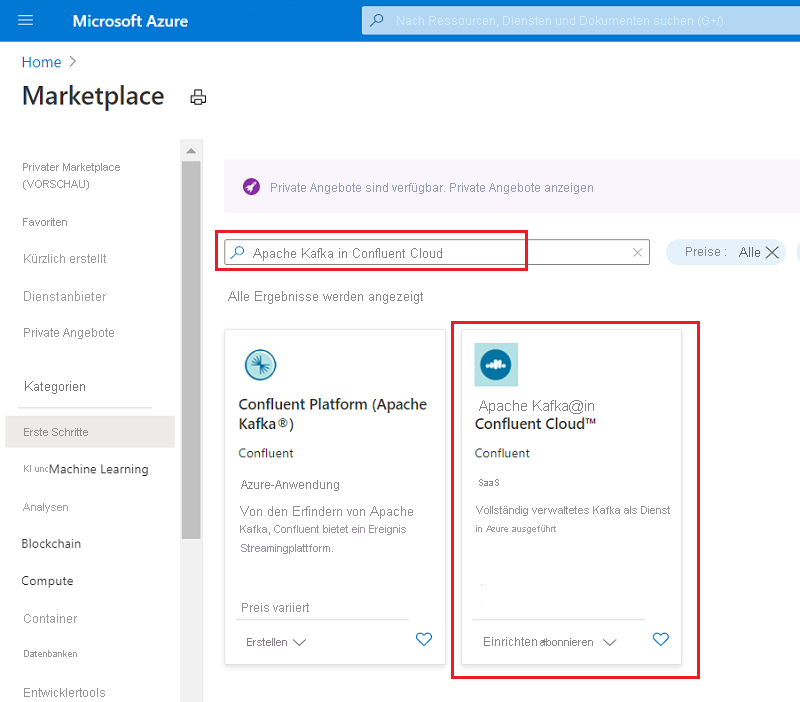 Microsoft Azure
Nach Ressourcen, Diensten und Dokumenten suchen (G+/)
Home >
Marketplace
Privater Marketplace
(VORSCHAU)
Favoriten
Kürzlich erstellt
Dienstanbieter
Private Angebote
Kategorien
Erste Schritte
KI und Machine Learning
Analysen
Blockchain
Compute
Container
Datenbanken
Entwicklertools
Private Angebote sind verfügbar. Private Angebote anzeigen
Apache Kafka in Confluent Cloud
Preise : Alle
Alle Ergebnisse werden angezeigt
Confluent Platform (Apache
Kafka®)
Confluent
Azure-Anwendung
Von den Erfindern von Apache
Kafka, Confluent bietet ein Ereignis
Streamingplattform.
Preis variiert
Erstellen
Apache Kafka@in
Confluent Cloud™
Confluent
SaaS
Vollständig verwaltetes Kafka als Dienst
in Azure ausgeführt
Einrichten abonnieren